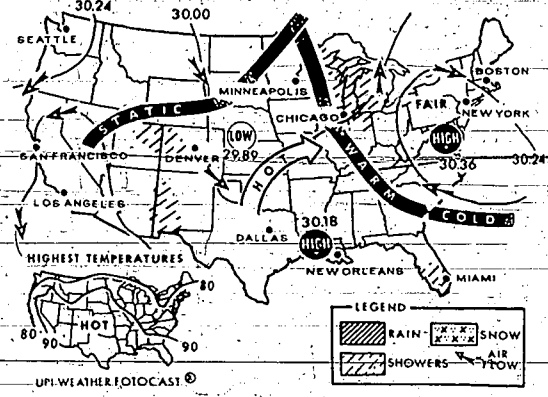 30.24
30.00
SEATTLE
STATIC
MINNEAPOLIS
CHICAGO
FAIR
BOSTON
NEW YORK
HIGH
30.36
30.24
SAN FRANCISCO
DENVER
LOW
29.89
HOT
WARM
COLD
LOS ANGELES
DALLAS
30.18
HIGH
NEW ORLEANS
MIAMI
HIGHEST TEMPERATURES
80
HOT
80
90
90
LEGEND
RAIN
SNOW
SHOWERS
AIR FLOW
UPI WEATHER FOTOCAST ®